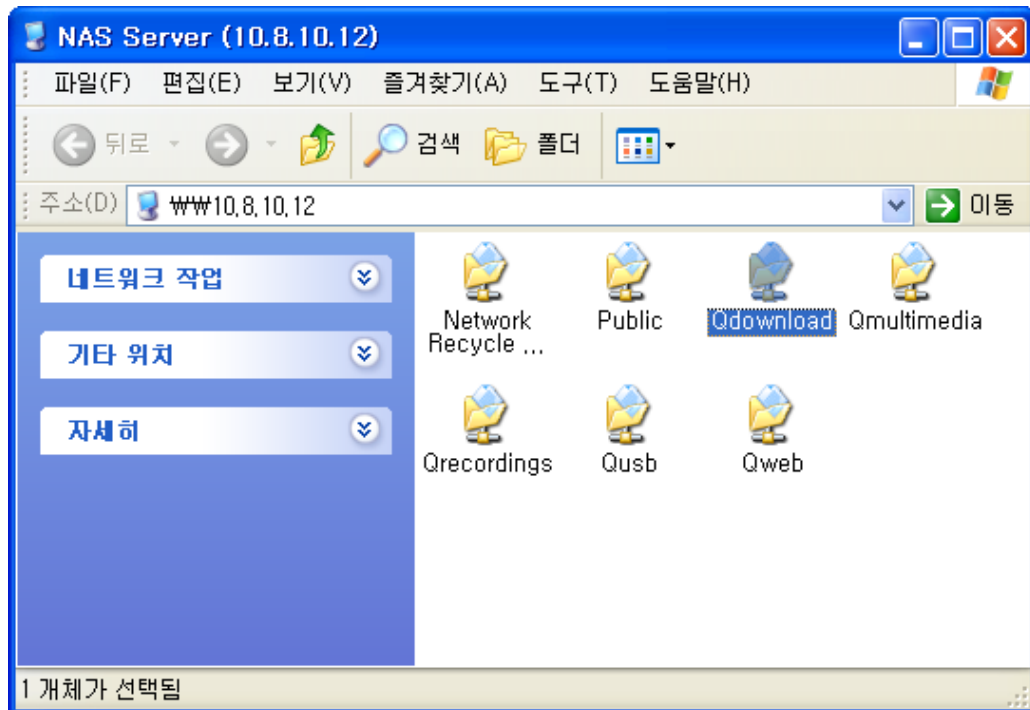 NAS Server (10.8.10.12)
파일(F) 편집(E) 보기(V) 즐겨찾기(A) 도구(T) 도움말(H)
뒤로 검색 폴더
주소(D) ₩₩10,8,10,12 이동
네트워크 작업
기타 위치
자세히
Network Recycle ...
Public
Qdownload
Qmultimedia
Qrecordings
Qusb
Qweb
1 개체가 선택됨